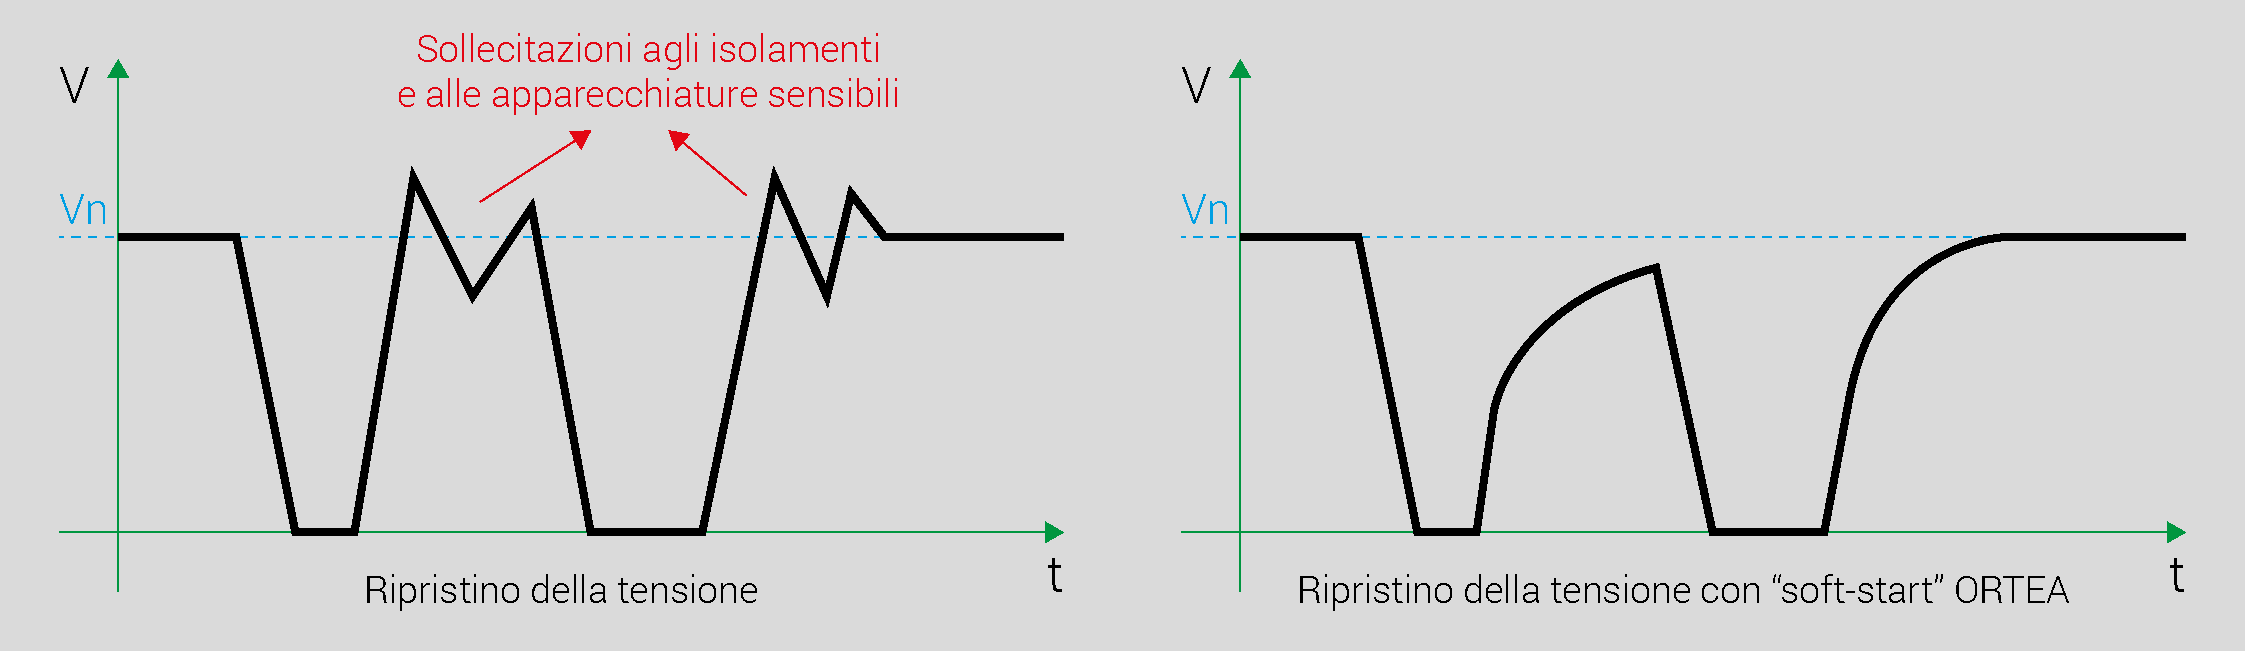 Sollecitazioni agli isolamenti
e alle apparecchiature sensibili
V
Vn
t
Ripristino della tensione
V
Vn
t
Ripristino della tensione con “soft-start” ORTEA